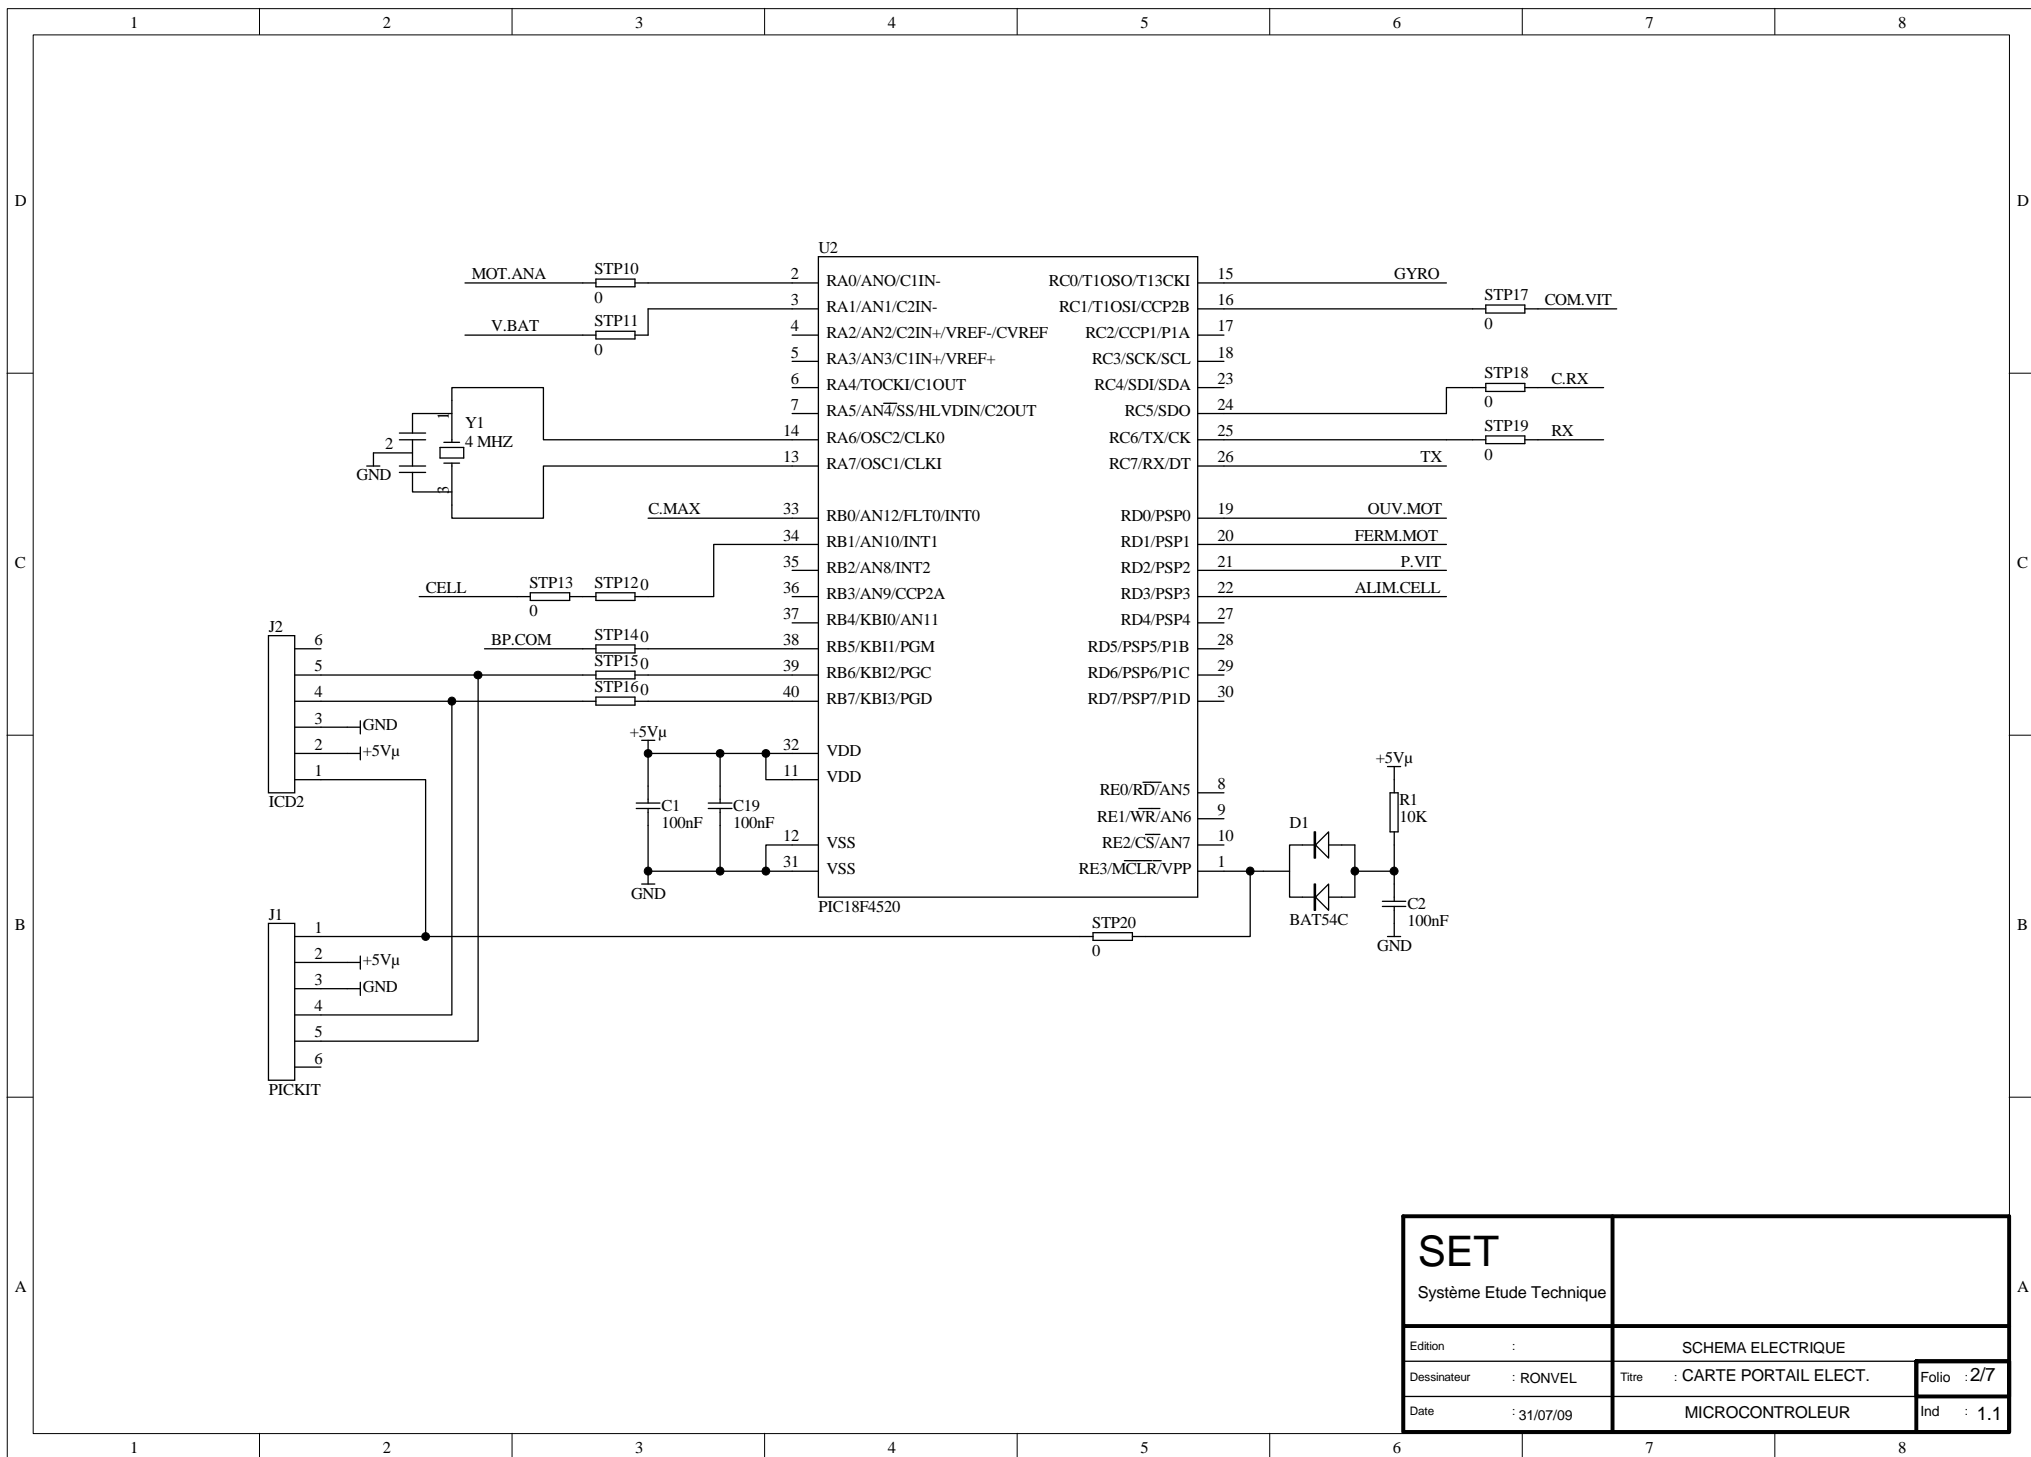 1 2 3 4 5 6 7 8
D D
C C
B B
A A
U2
MOT.ANA STP10 0 2 RA0/ANO/C1IN-
V.BAT STP11 0 3 RA1/AN1/C2IN-
4 RA2/AN2/C2IN+/VREF-/CVREF
5 RA3/AN3/C1IN+/VREF+
6 RA4/TOCKI/C1OUT
7 RA5/AN4/SS/HLVDIN/C2OUT
14 RA6/OSC2/CLK0
13 RA7/OSC1/CLKI
1
Y1
2 4 MHZ
GND
3
C.MAX 33 RB0/AN12/FLT0/INT0
34 RB1/AN10/INT1
35 RB2/AN8/INT2
CELL STP13 0 STP12 0 36 RB3/AN9/CCP2A
37 RB4/KBI0/AN11
BP.COM STP14 0 38 RB5/KBI1/PGM
STP15 0 39 RB6/KBI2/PGC
STP16 0 40 RB7/KBI3/PGD
+5Vµ 32 VDD
11 VDD
C1 100nF
C19 100nF
12 VSS
31 VSS
GND
PIC18F4520
RC0/T1OSO/T13CKI 15 GYRO
RC1/T1OSI/CCP2B 16 STP17 0 COM.VIT
RC2/CCP1/P1A 17
RC3/SCK/SCL 18
RC4/SDI/SDA 23
RC5/SDO 24 STP18 0 C.RX
RC6/TX/CK 25 STP19 0 RX
RC7/RX/DT 26 TX
RD0/PSP0 19 OUV.MOT
RD1/PSP1 20 FERM.MOT
RD2/PSP2 21 P.VIT
RD3/PSP3 22 ALIM.CELL
RD4/PSP4 27
RD5/PSP5/P1B 28
RD6/PSP6/P1C 29
RD7/PSP7/P1D 30
RE0/RD/AN5 8
RE1/WR/AN6 9
RE2/CS/AN7 10
RE3/MCLR/VPP 1
D1
BAT54C
+5Vµ
R1
10K
C2
100nF
GND
STP20
0
J2
6
5
4
3 GND
2 +5Vµ
1
ICD2
J1
1
2 +5Vµ
3 GND
4
5
6
PICKIT
SET
Système Etude Technique
Edition : SCHEMA ELECTRIQUE
Dessinateur : RONVEL Titre : CARTE PORTAIL ELECT. Folio : 2/7
Date : 31/07/09 MICROCONTROLEUR Ind : 1.1
1 2 3 4 5 6 7 8